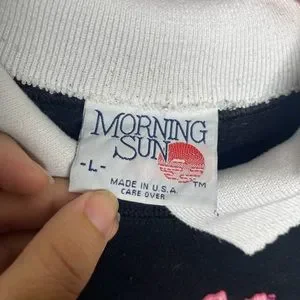 MORNING
SUN
-L-
TM
MADE IN U.S.A.
CARE OVER